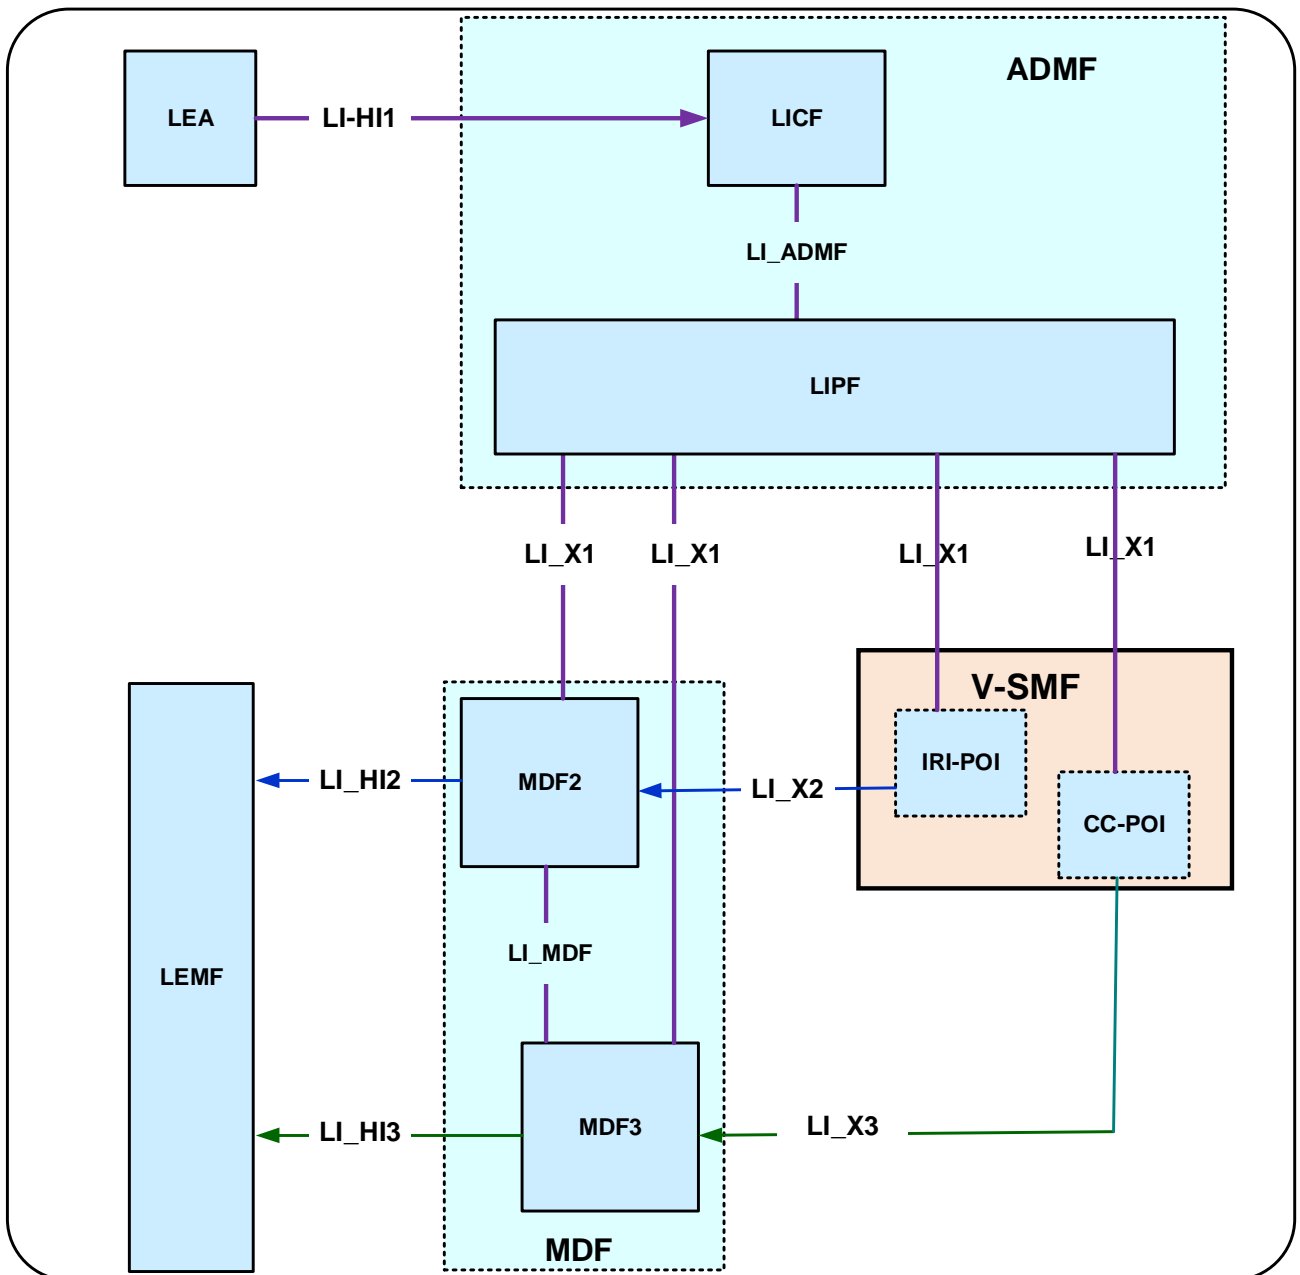 ADMF
LEA
LI-HI1
LICF
LI_ADMF
LIPF
LI_X1
LI_X1
LI_X1
LI_X1
V-SMF
IRI-POI
LI_HI2
MDF2
LI_X2
CC-POI
LI_MDF
LEMF
LI_HI3
MDF3
LI_X3
MDF